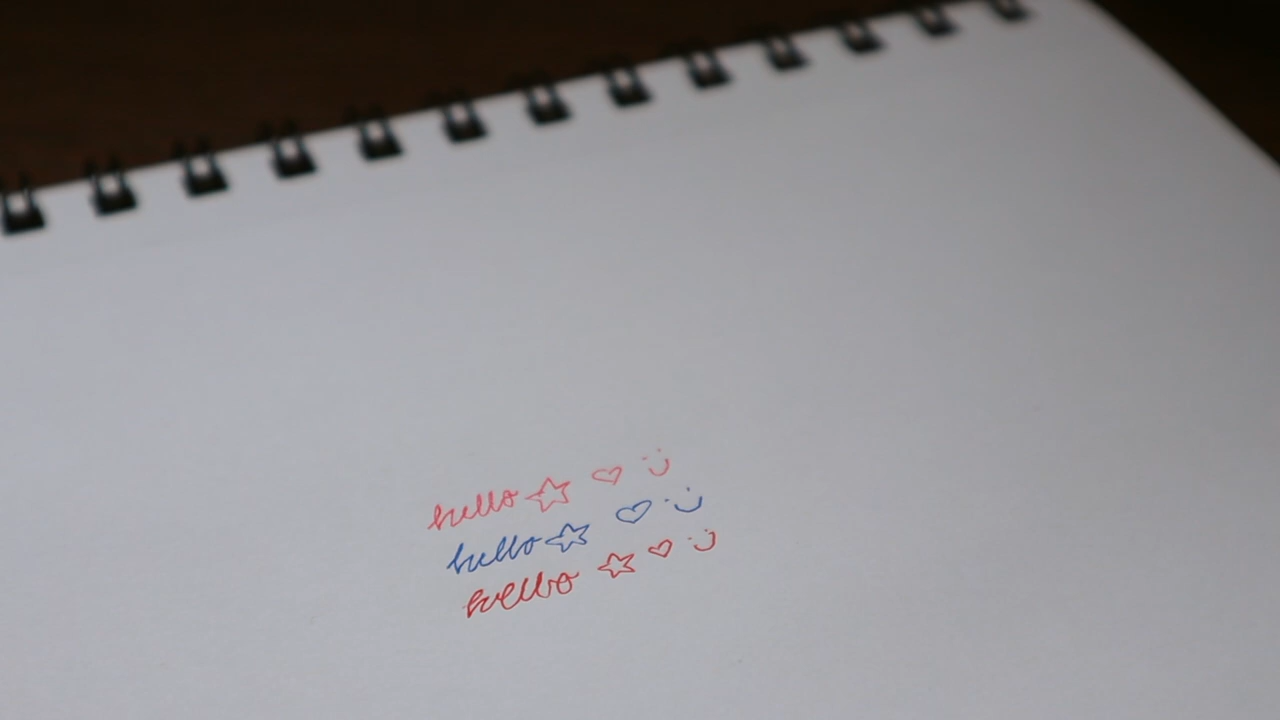 hello ☆ ♡ :)
hello ☆ ♡ :)
hello ☆ ♡ :)